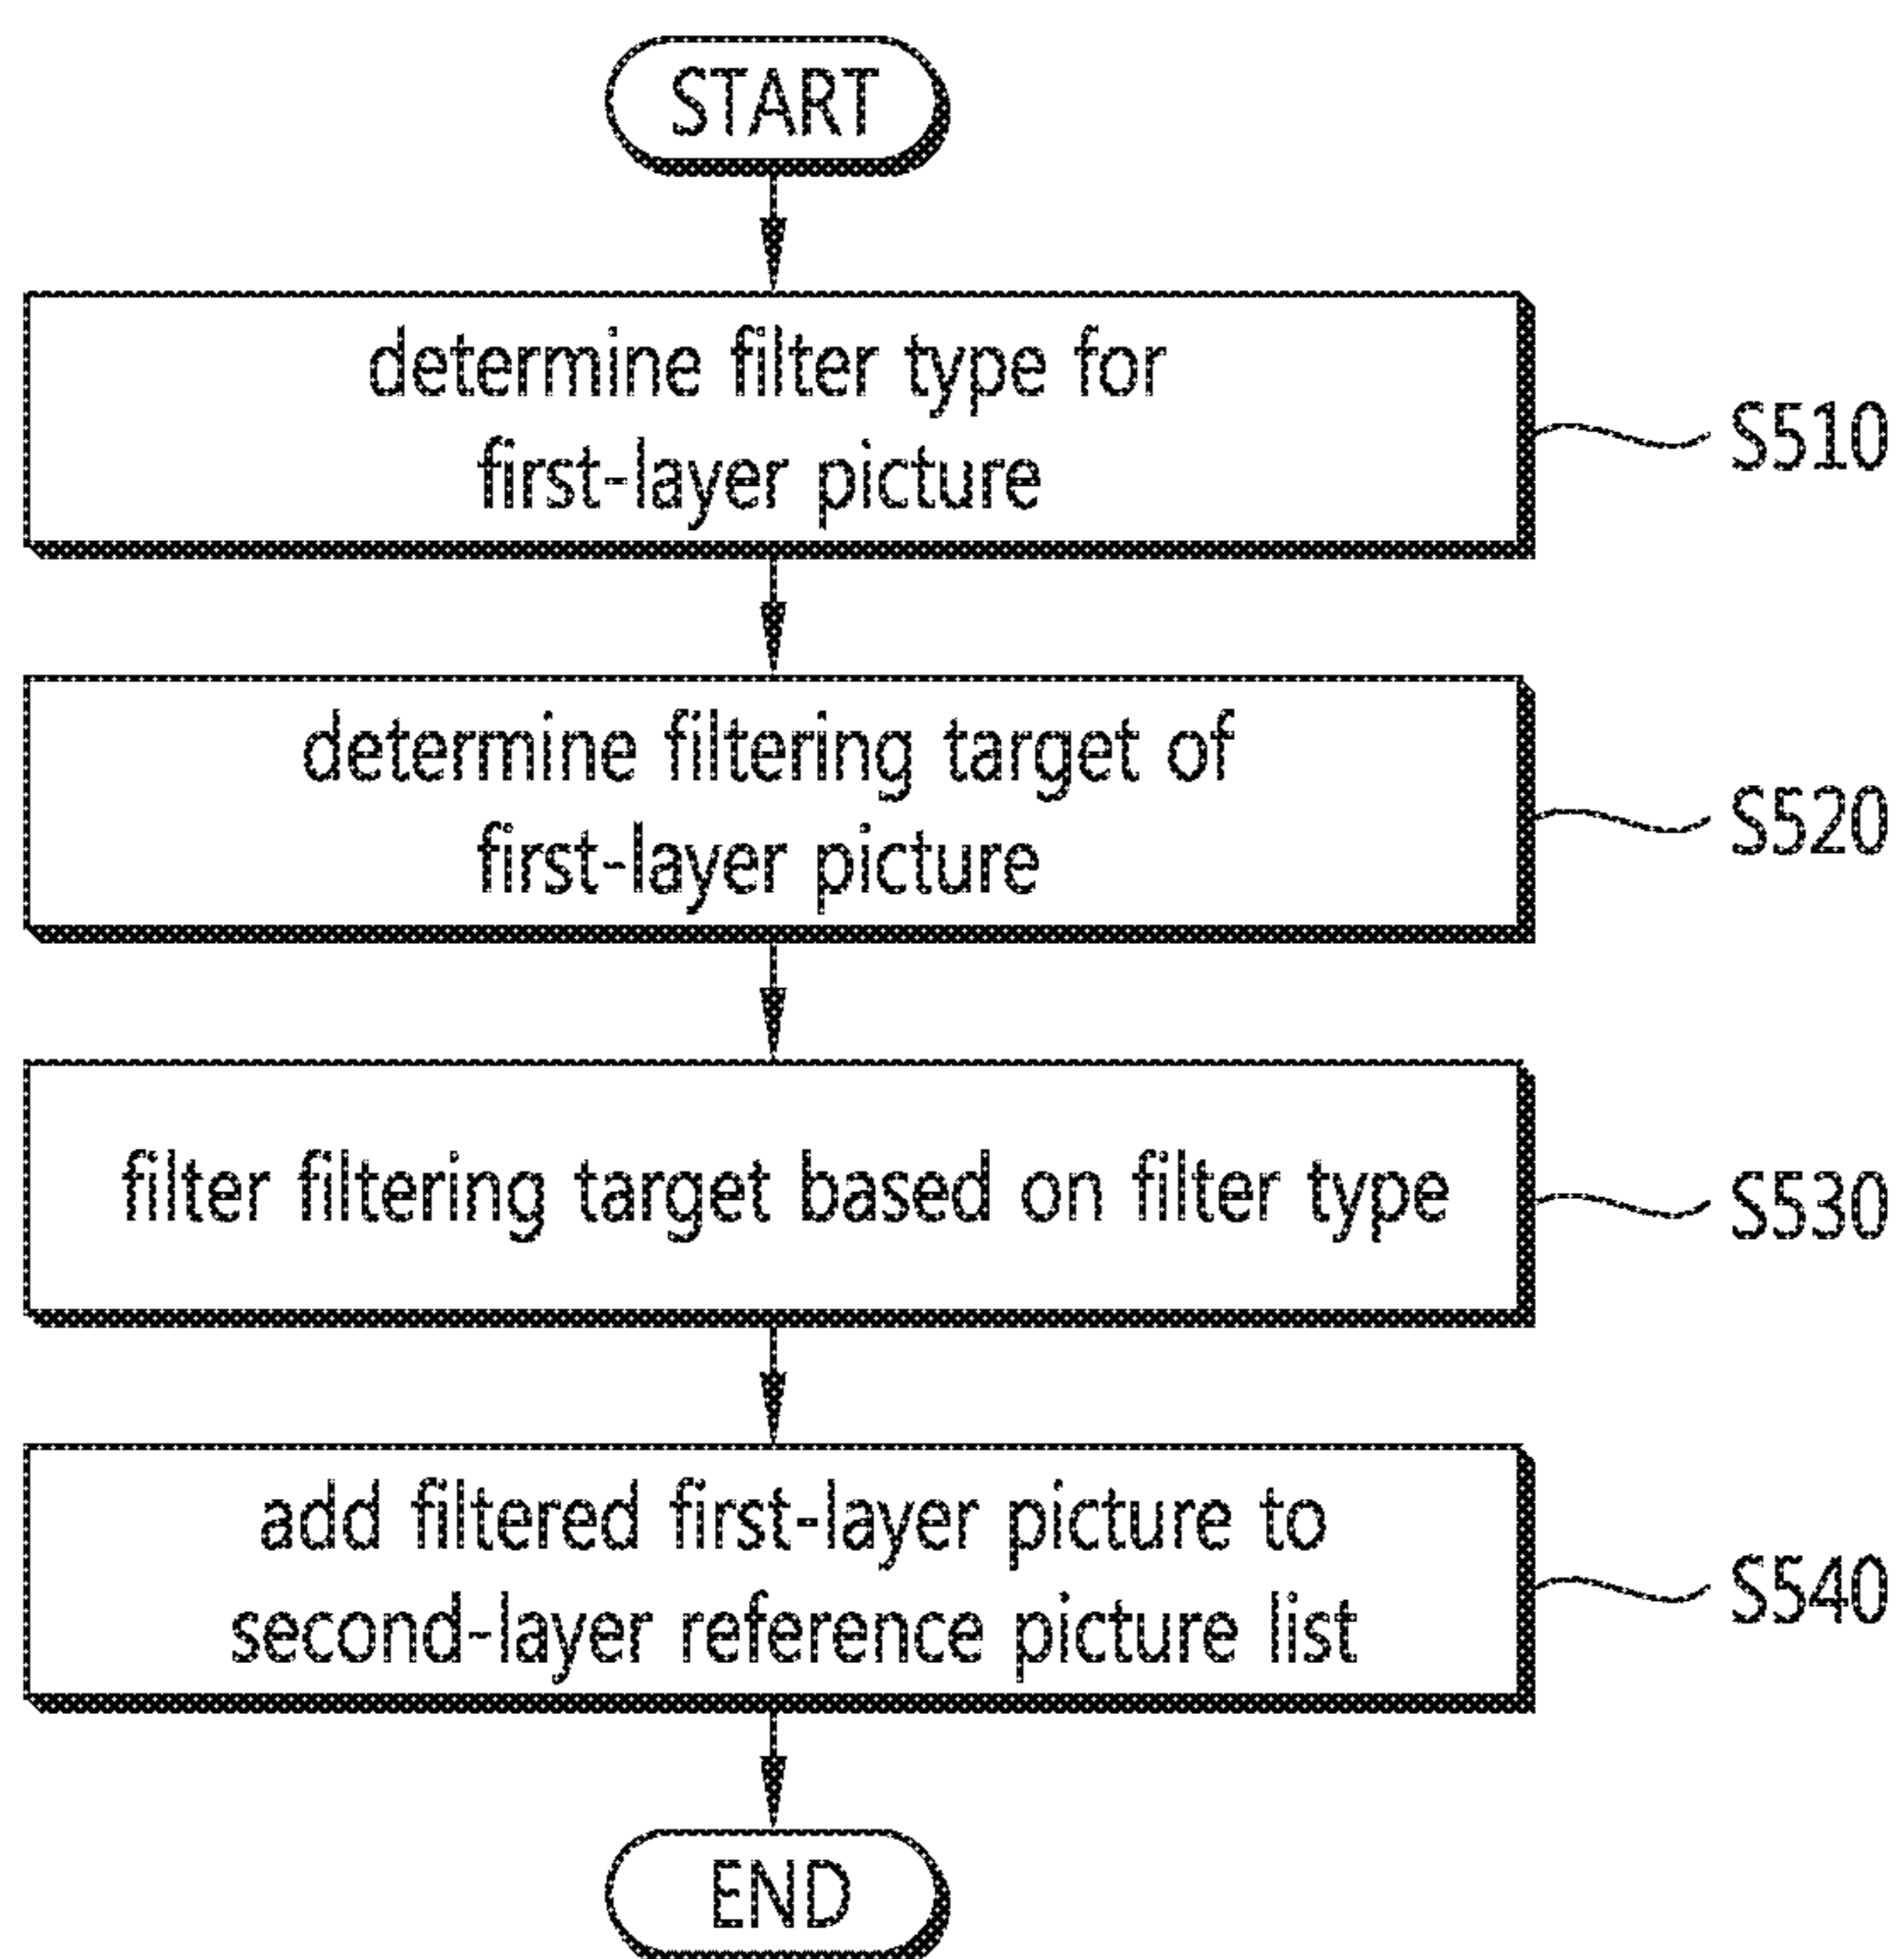 START
determine filter type for
first-layer picture
S510
determine filtering target of
first-layer picture
S520
filter filtering target based on filter type
S530
add filtered first-layer picture to
second-layer reference picture list
S540
END